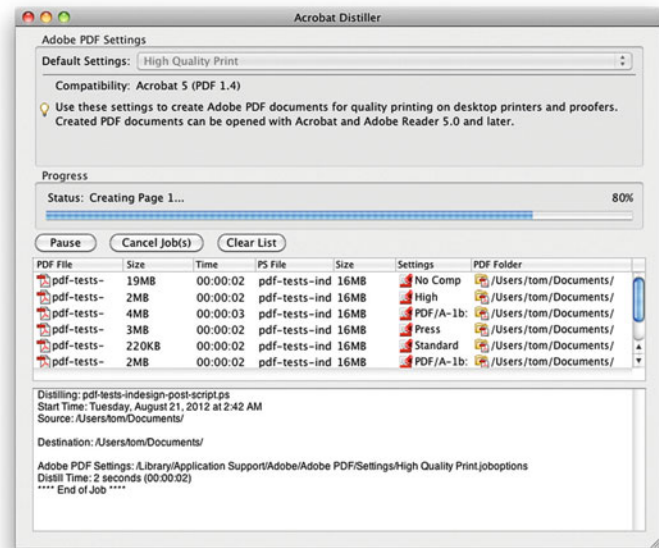 Acrobat Distiller
Adobe PDF Settings
Default Settings: High Quality Print
Compatibility: Acrobat 5 (PDF 1.4)
Use these settings to create Adobe PDF documents for quality printing on desktop printers and proofers.
Created PDF documents can be opened with Acrobat and Adobe Reader 5.0 and later.
Progress
Status: Creating Page 1... 80%
Pause Cancel Job(s) Clear List
PDF File Size Time PS File Size Settings PDF Folder
pdf-tests- 19MB 00:00:02 pdf-tests-ind 16MB No Comp /Users/tom/Documents/
pdf-tests- 2MB 00:00:02 pdf-tests-ind 16MB High /Users/tom/Documents/
pdf-tests- 4MB 00:00:03 pdf-tests-ind 16MB PDF/A-1b: /Users/tom/Documents/
pdf-tests- 3MB 00:00:02 pdf-tests-ind 16MB Press /Users/tom/Documents/
pdf-tests- 220KB 00:00:02 pdf-tests-ind 16MB Standard /Users/tom/Documents/
pdf-tests- 2MB 00:00:02 pdf-tests-ind 16MB PDF/A-1b: /Users/tom/Documents/
Distilling: pdf-tests-indesign-post-script.ps
Start Time: Tuesday, August 21, 2012 at 2:42 AM
Source: /Users/tom/Documents/
Destination: /Users/tom/Documents/
Adobe PDF Settings: /Library/Application Support/Adobe/Adobe PDF/Settings/High Quality Print.joboptions
Distill Time: 2 seconds (00:00:02)
**** End of Job ****